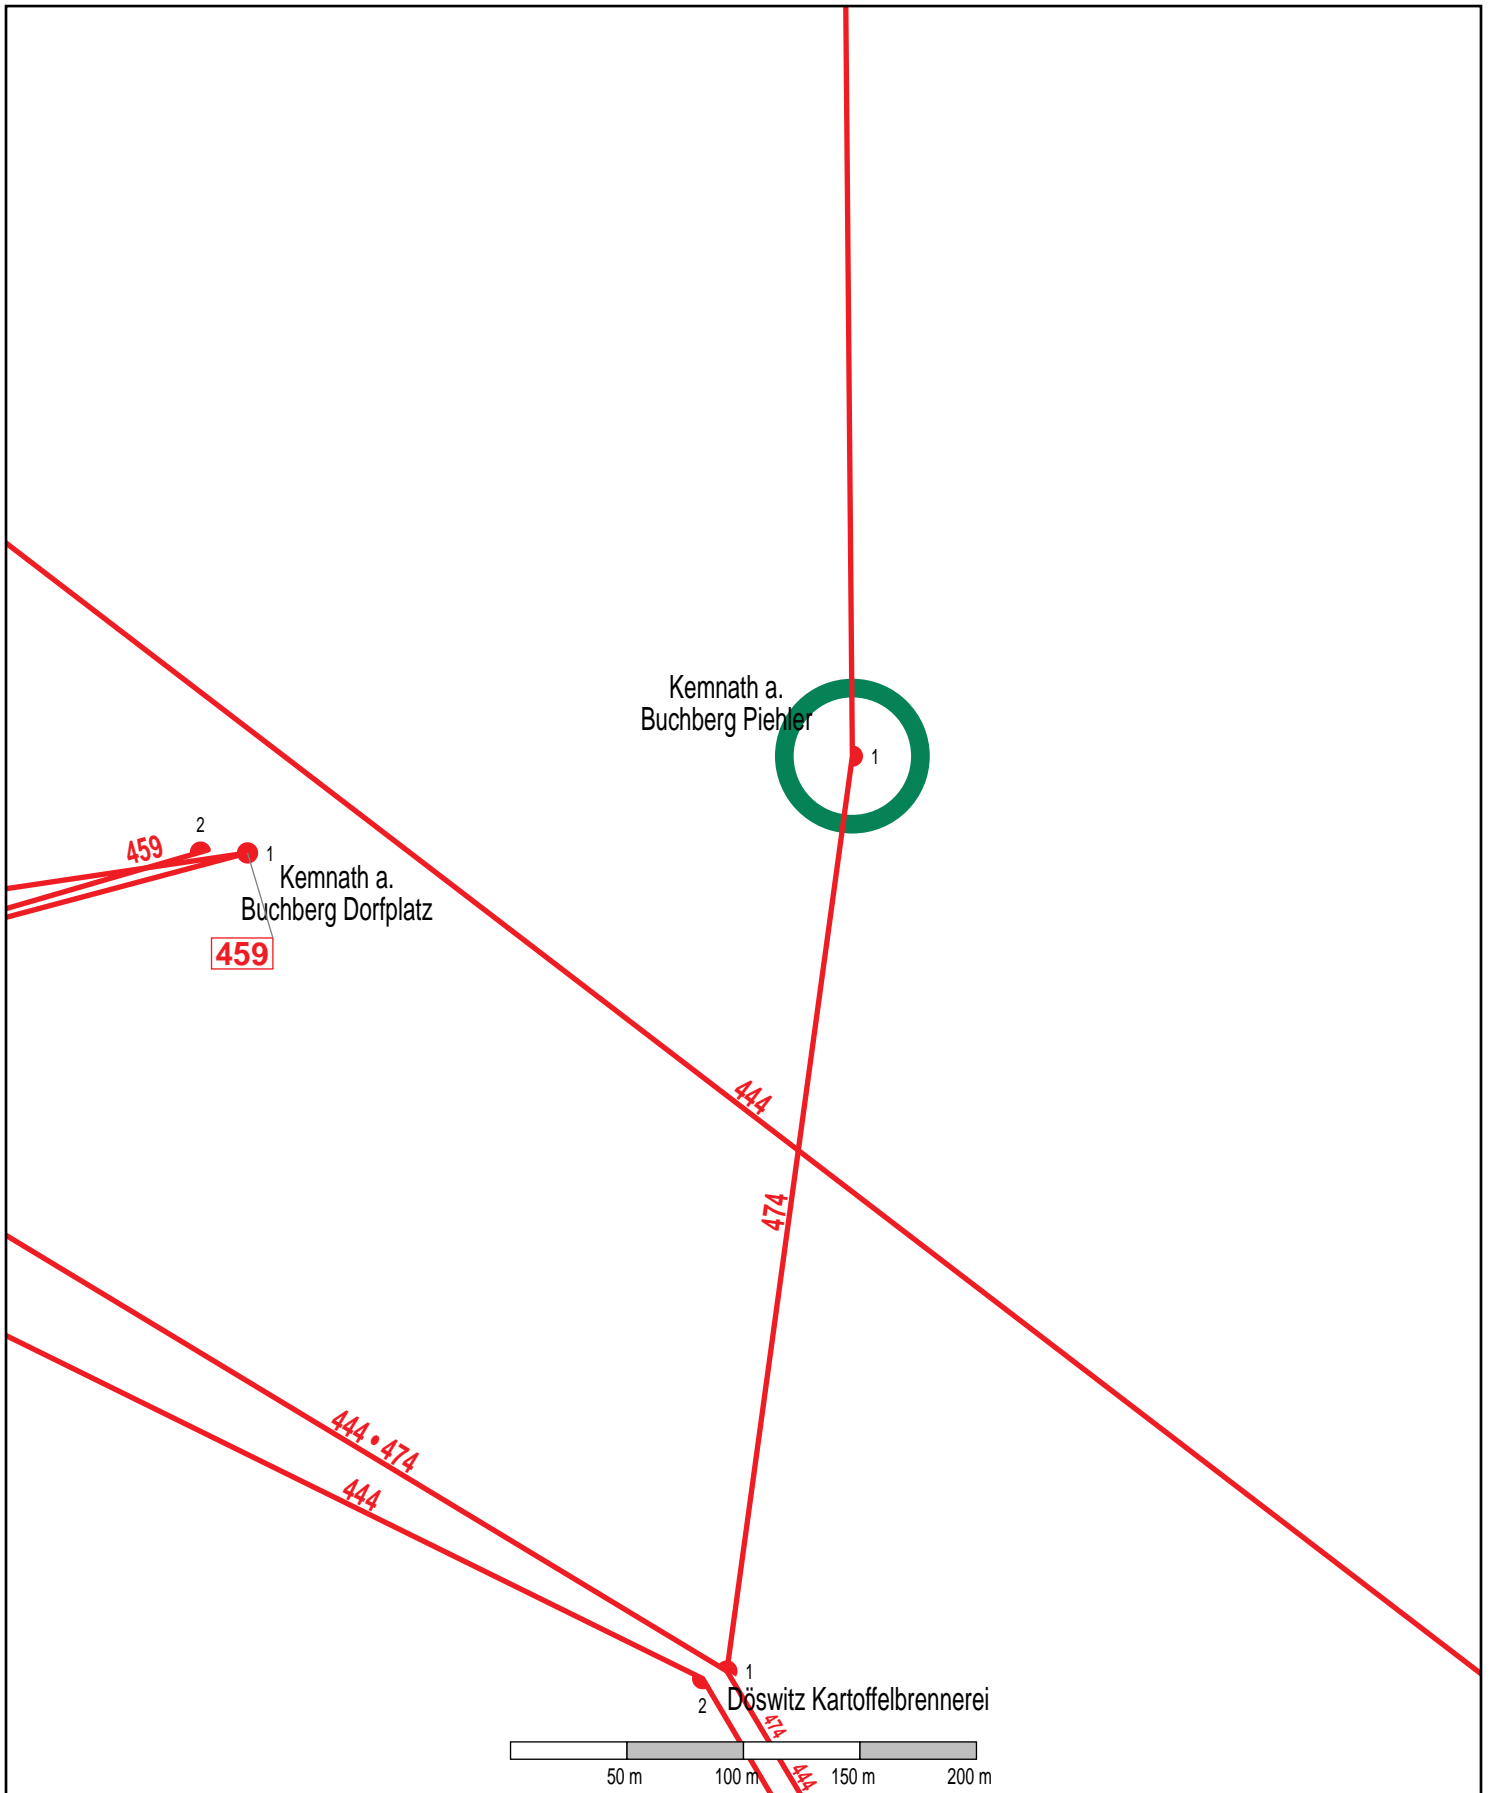 Kemnath a.
Buchberg Piehler
1
2
459
1
Kemnath a.
Buchberg Dorfplatz
459
444
474
444 • 474
444
1
2
Döswitz Kartoffelbrennerei
474
444
50 m
100 m
150 m
200 m